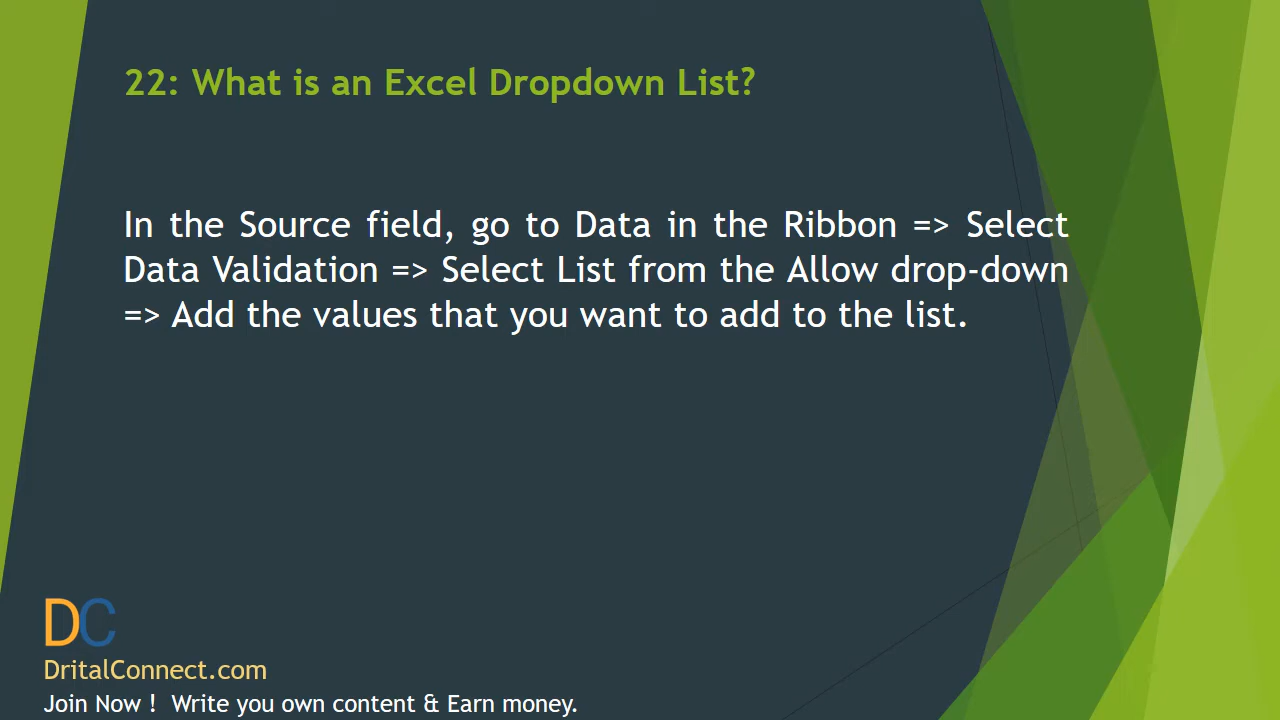 22: What is an Excel Dropdown List?
In the Source field, go to Data in the Ribbon => Select
Data Validation => Select List from the Allow drop-down
=> Add the values that you want to add to the list.
DC
DritalConnect.com
Join Now ! Write you own content & Earn money.